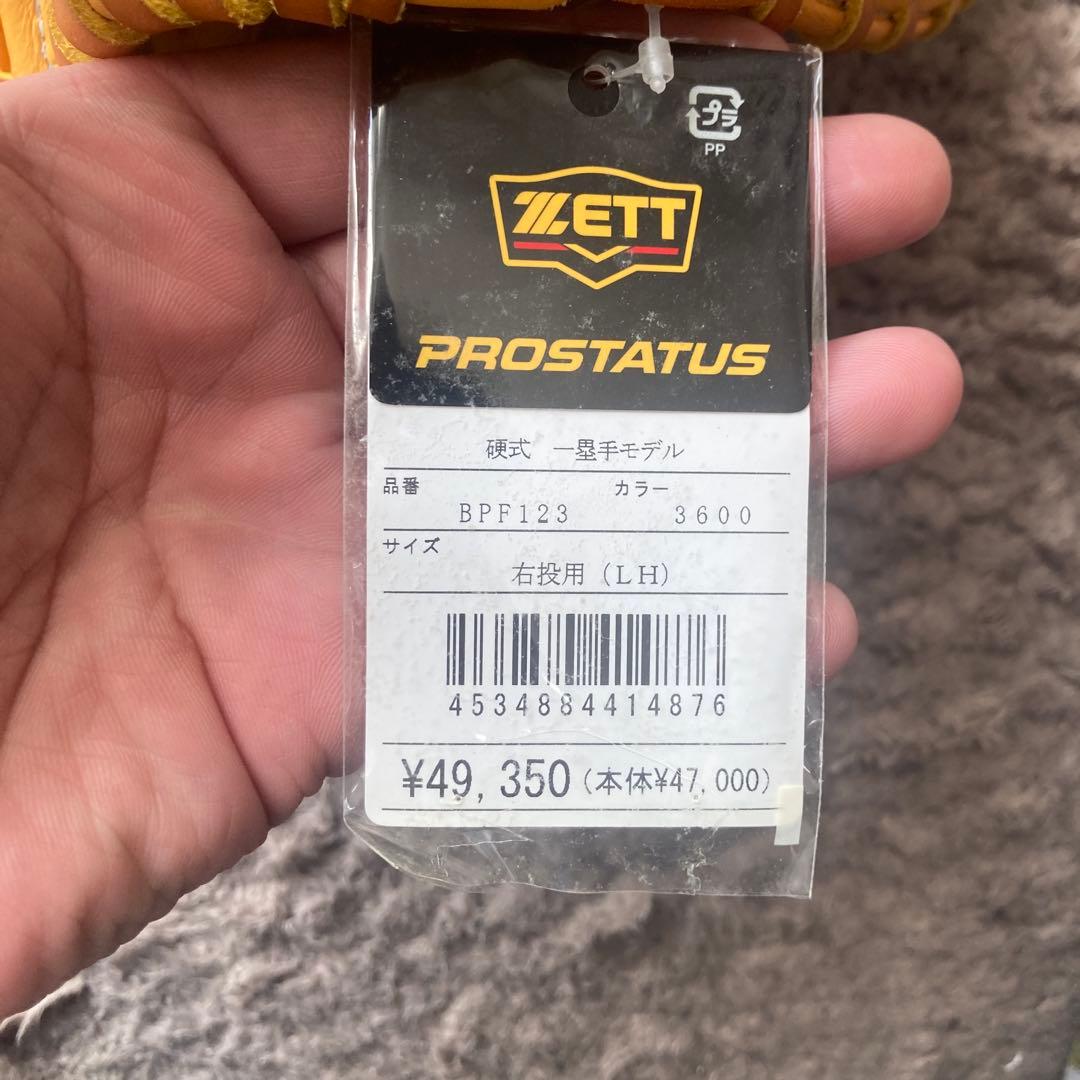 プラ
PP
ZETT
PROSTATUS
硬式 一塁手モデル
品番 カラー
BPF123 3600
サイズ
右投用(LH)
4534884414876
¥49,350(本体¥47,000)